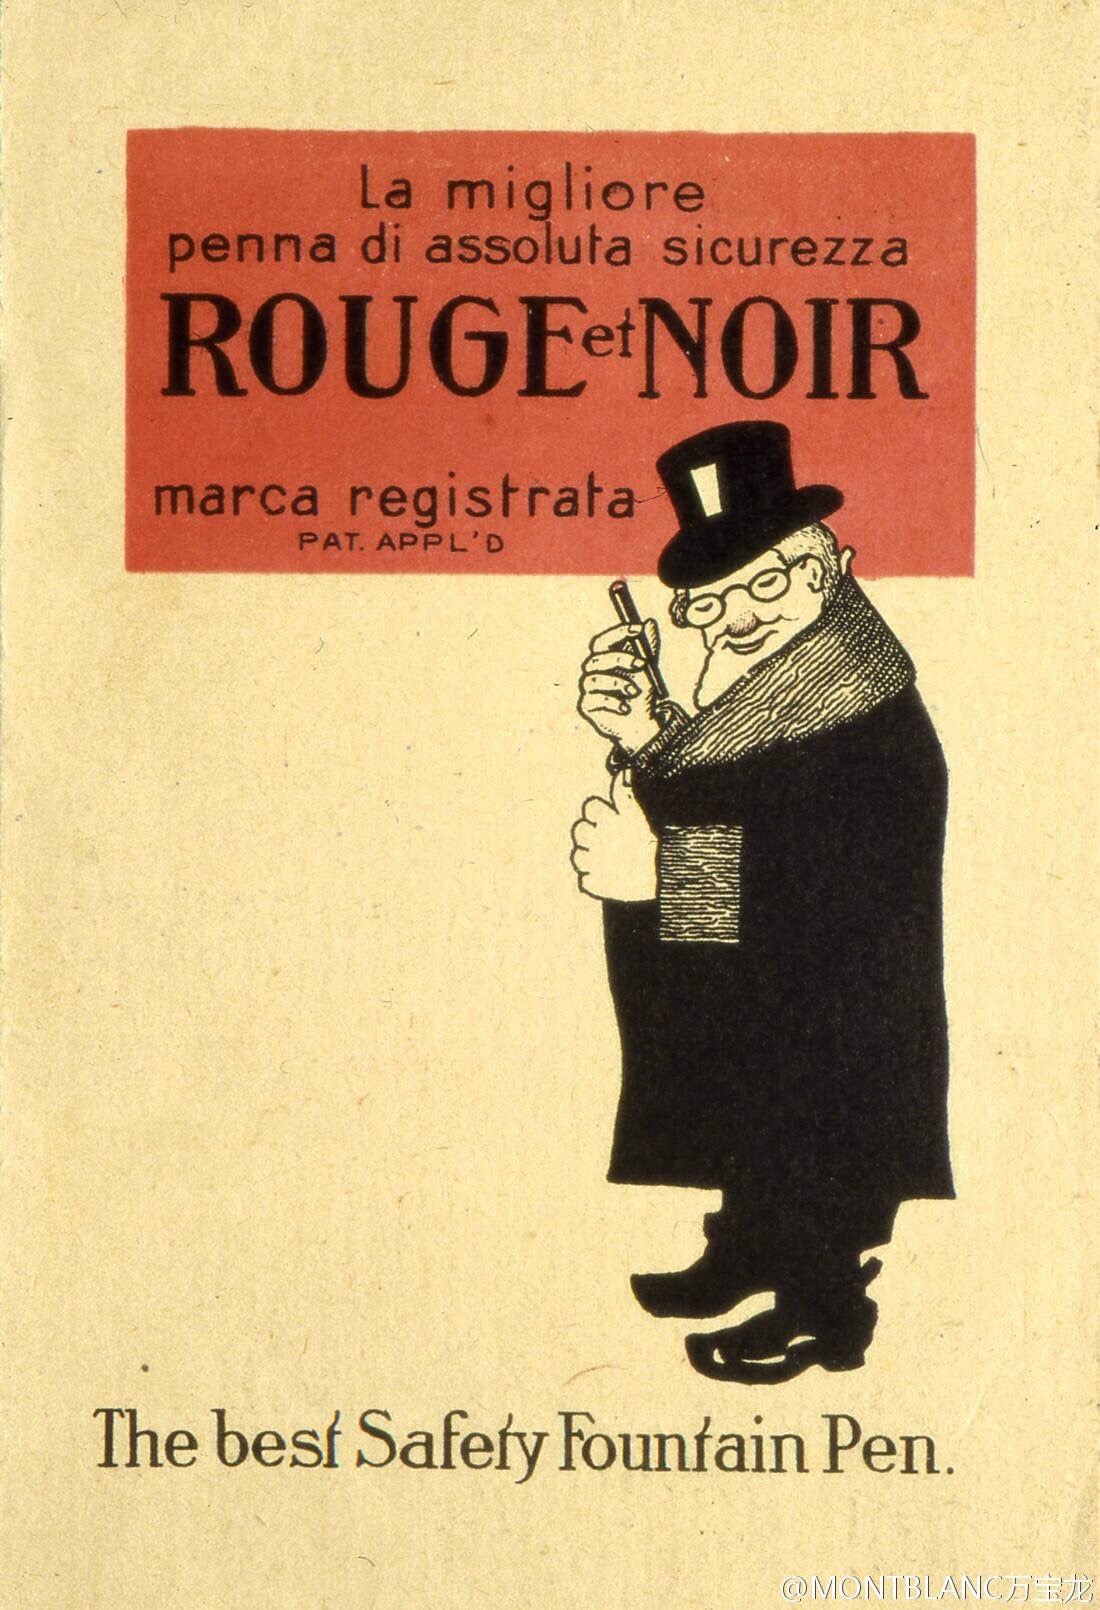 La migliore
penna di assoluta sicurezza
ROUGE et NOIR
marca registrata
PAT. APPL'D
The best Safety Fountain Pen.
@MONTBLANC万宝龙